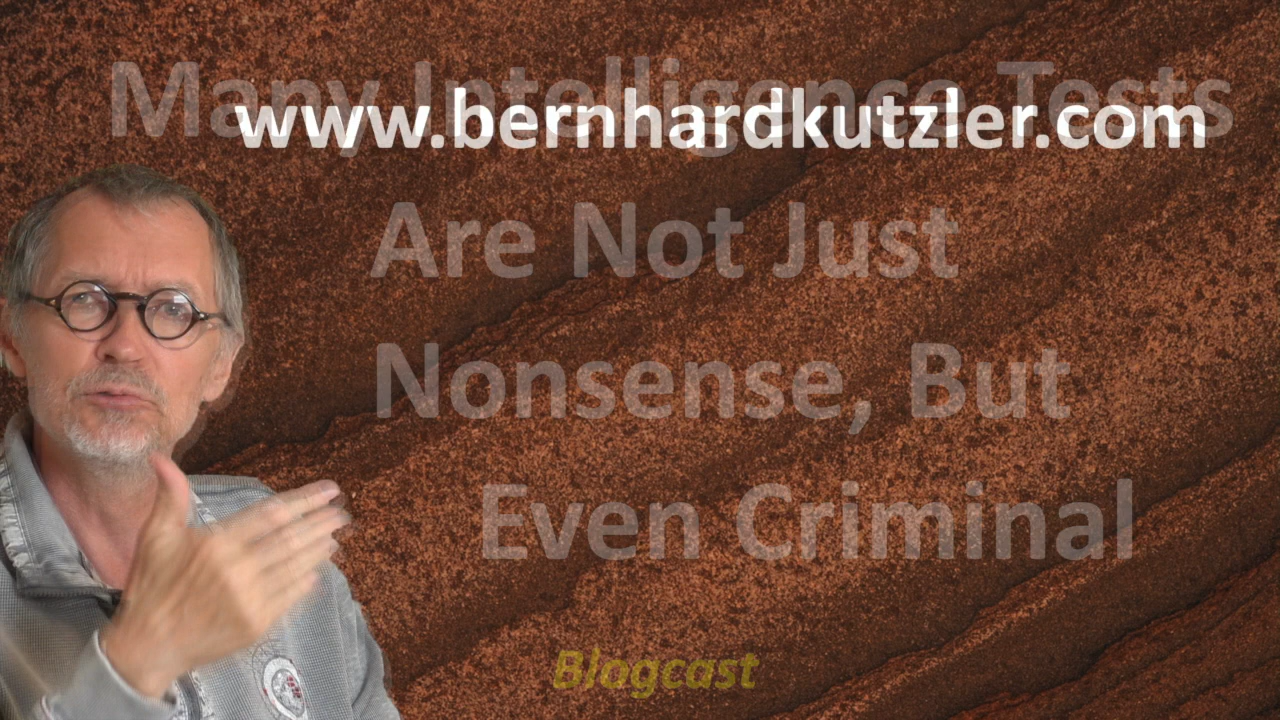 Many Intelligence Tests
www.bernhardkutzler.com
Are Not Just
Nonsense, But
Even Criminal
Blogcast